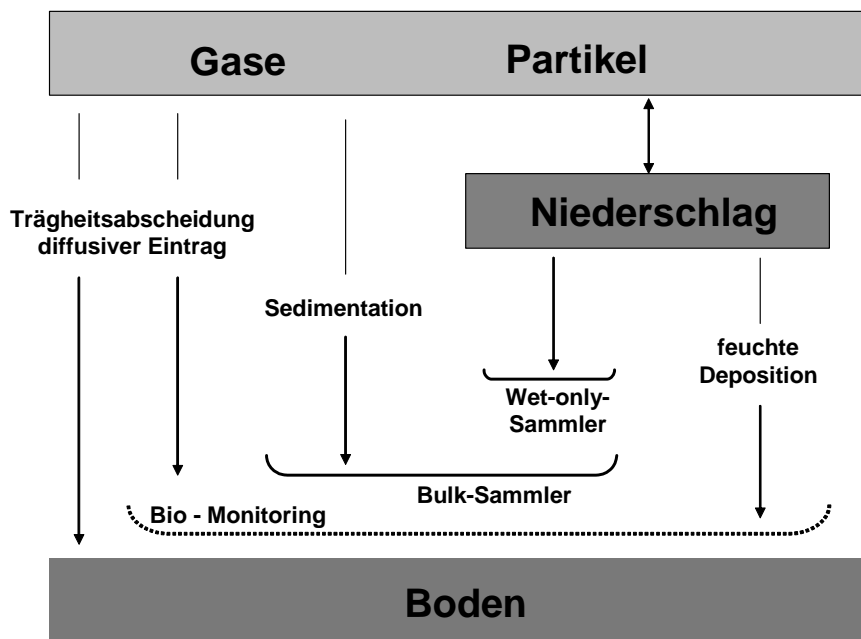 Gase
Partikel
Niederschlag
Trägheitsabscheidung
diffusiver Eintrag
Sedimentation
feuchte
Deposition
Wet-only-
Sammler
Bulk-Sammler
Bio - Monitoring
Boden